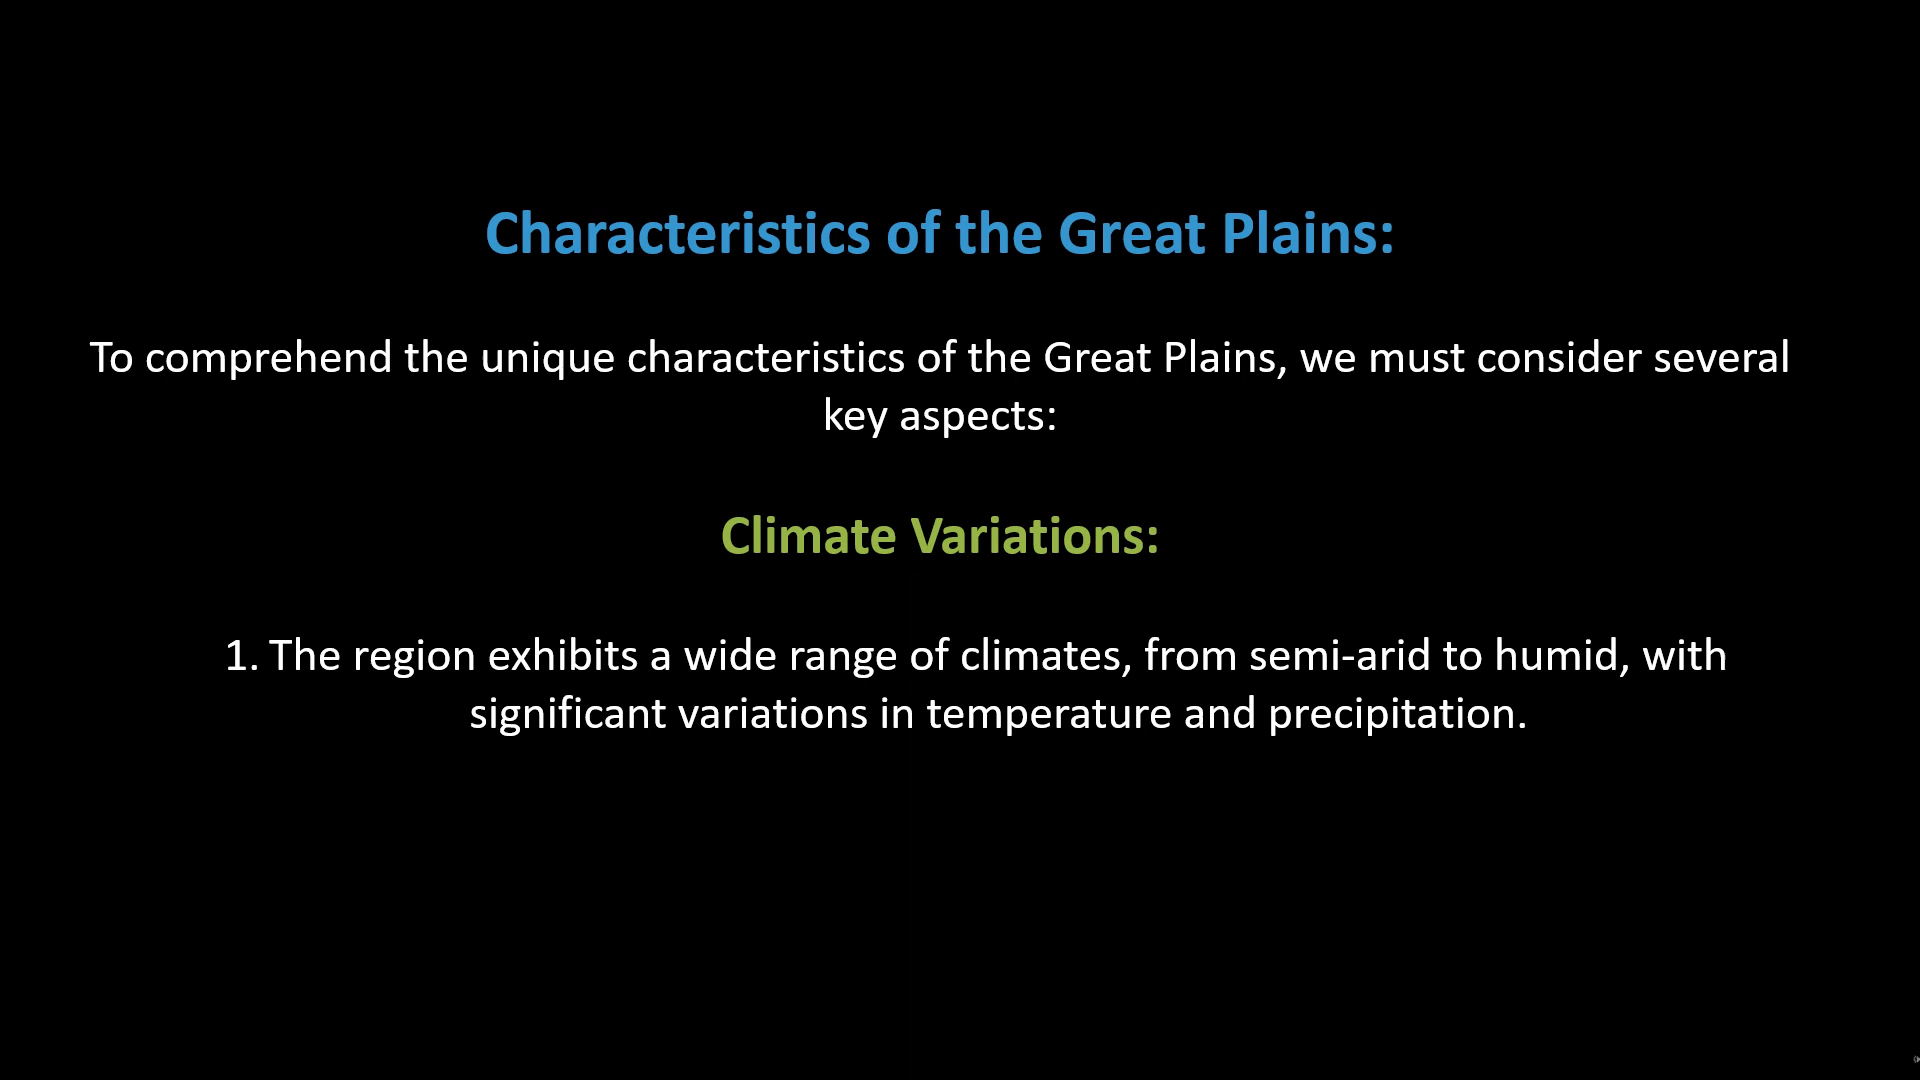 Characteristics of the Great Plains:
To comprehend the unique characteristics of the Great Plains, we must consider several
key aspects:
Climate Variations:
1. The region exhibits a wide range of climates, from semi-arid to humid, with
significant variations in temperature and precipitation.